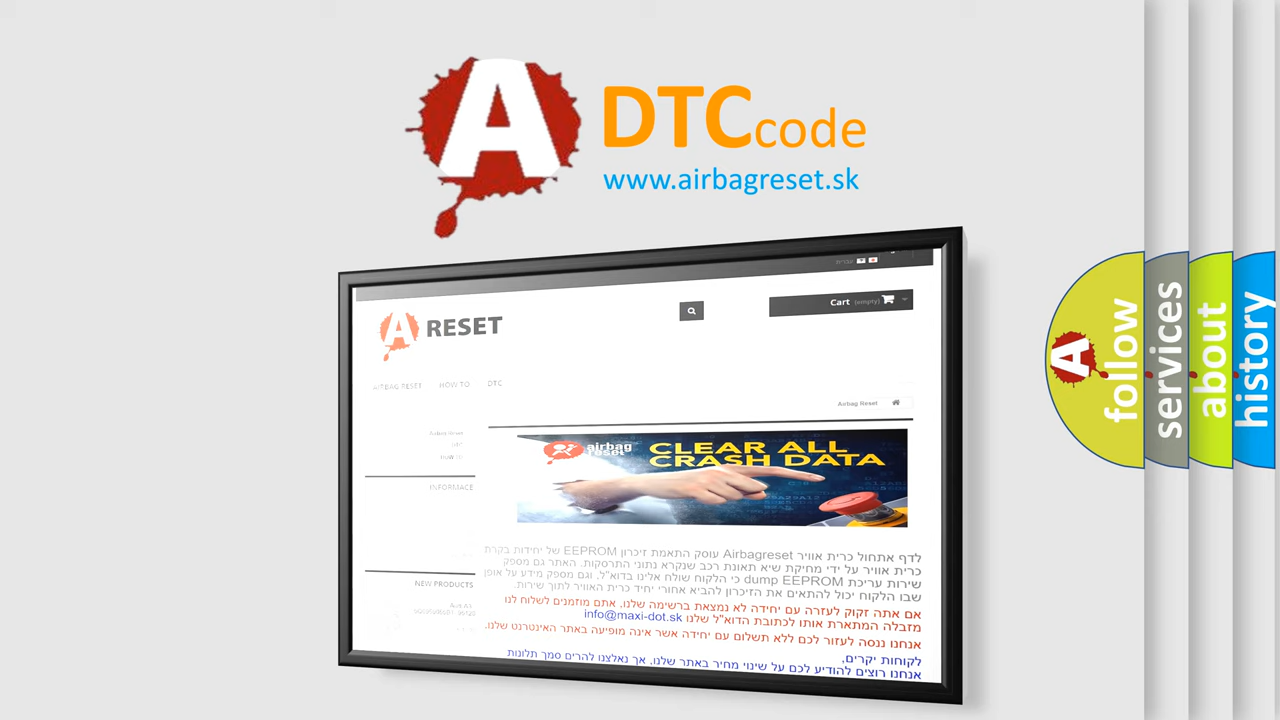 A DTC code
www.airbagreset.sk
עברית
Cart (empty)
A RESET
AIRBAG RESET HOW TO DTC
Airbag Reset
Airbag Reset
HOW TO
INFORMACE
airbag
reset
CLEAR ALL
CRASH DATA
לדף אתחול כרית אוויר Airbagreset עוסק התאמת זיכרון EEPROM של יחידות בקרת
כרית אוויר על ידי מחיקת שיא תאונת רכב שנקרא נתוני התרסקות. האתר גם מספק
שירות עריכת dump EEPROM כי הלקוח שולח אלינו בדוא"ל, וגם מספק מידע על אופן
שבו הלקוח יכול להתאים את הזיכרון להביא אחורי יחיד כרית האוויר לתוך שירות.
אם אתה זקוק לעזרה עם יחידה לא נמצאת ברשימה שלנו, אתם מוזמנים לשלוח לנו
מזבלה המתארת אותו לכתובת הדוא"ל שלנו info@maxi-dot.sk
אנחנו ננסה לעזור לכם ללא תשלום עם יחידה אשר אינה מופיעה באתר האינטרנט שלנו.
לקוחות יקרים,
אנחנו רוצים להודיע לכם על שינוי מחיר באתר שלנו, אך נאלצנו להרים סמך תלונות
NEW PRODUCTS
A follow
services
about
history